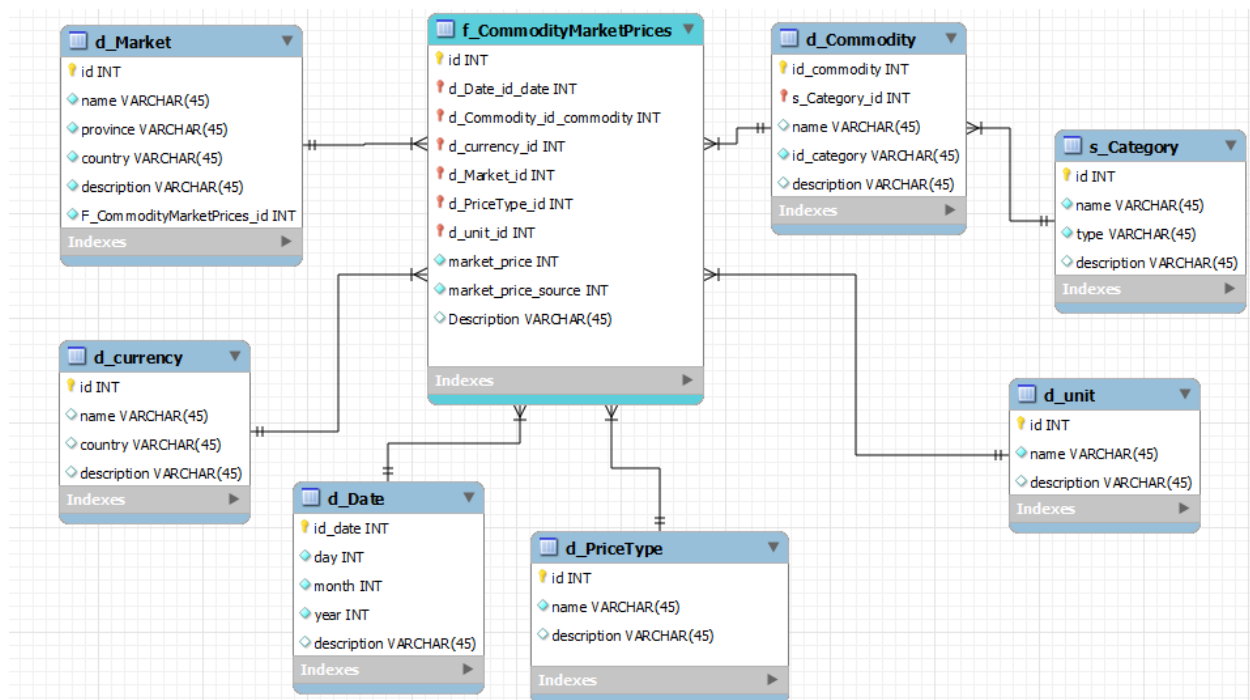 d_Market
id INT
name VARCHAR(45)
province VARCHAR(45)
country VARCHAR(45)
description VARCHAR(45)
F_CommodityMarketPrices_id INT
Indexes
f_CommodityMarketPrices
id INT
d_Date_id_date INT
d_Commodity_id_commodity INT
d_currency_id INT
d_Market_id INT
d_PriceType_id INT
d_unit_id INT
market_price INT
market_price_source INT
Description VARCHAR(45)
Indexes
d_Commodity
id_commodity INT
s_Category_id INT
name VARCHAR(45)
id_category VARCHAR(45)
description VARCHAR(45)
Indexes
s_Category
id INT
name VARCHAR(45)
type VARCHAR(45)
description VARCHAR(45)
Indexes
d_currency
id INT
name VARCHAR(45)
country VARCHAR(45)
description VARCHAR(45)
Indexes
d_Date
id_date INT
day INT
month INT
year INT
description VARCHAR(45)
Indexes
d_PriceType
id INT
name VARCHAR(45)
description VARCHAR(45)
Indexes
d_unit
id INT
name VARCHAR(45)
description VARCHAR(45)
Indexes